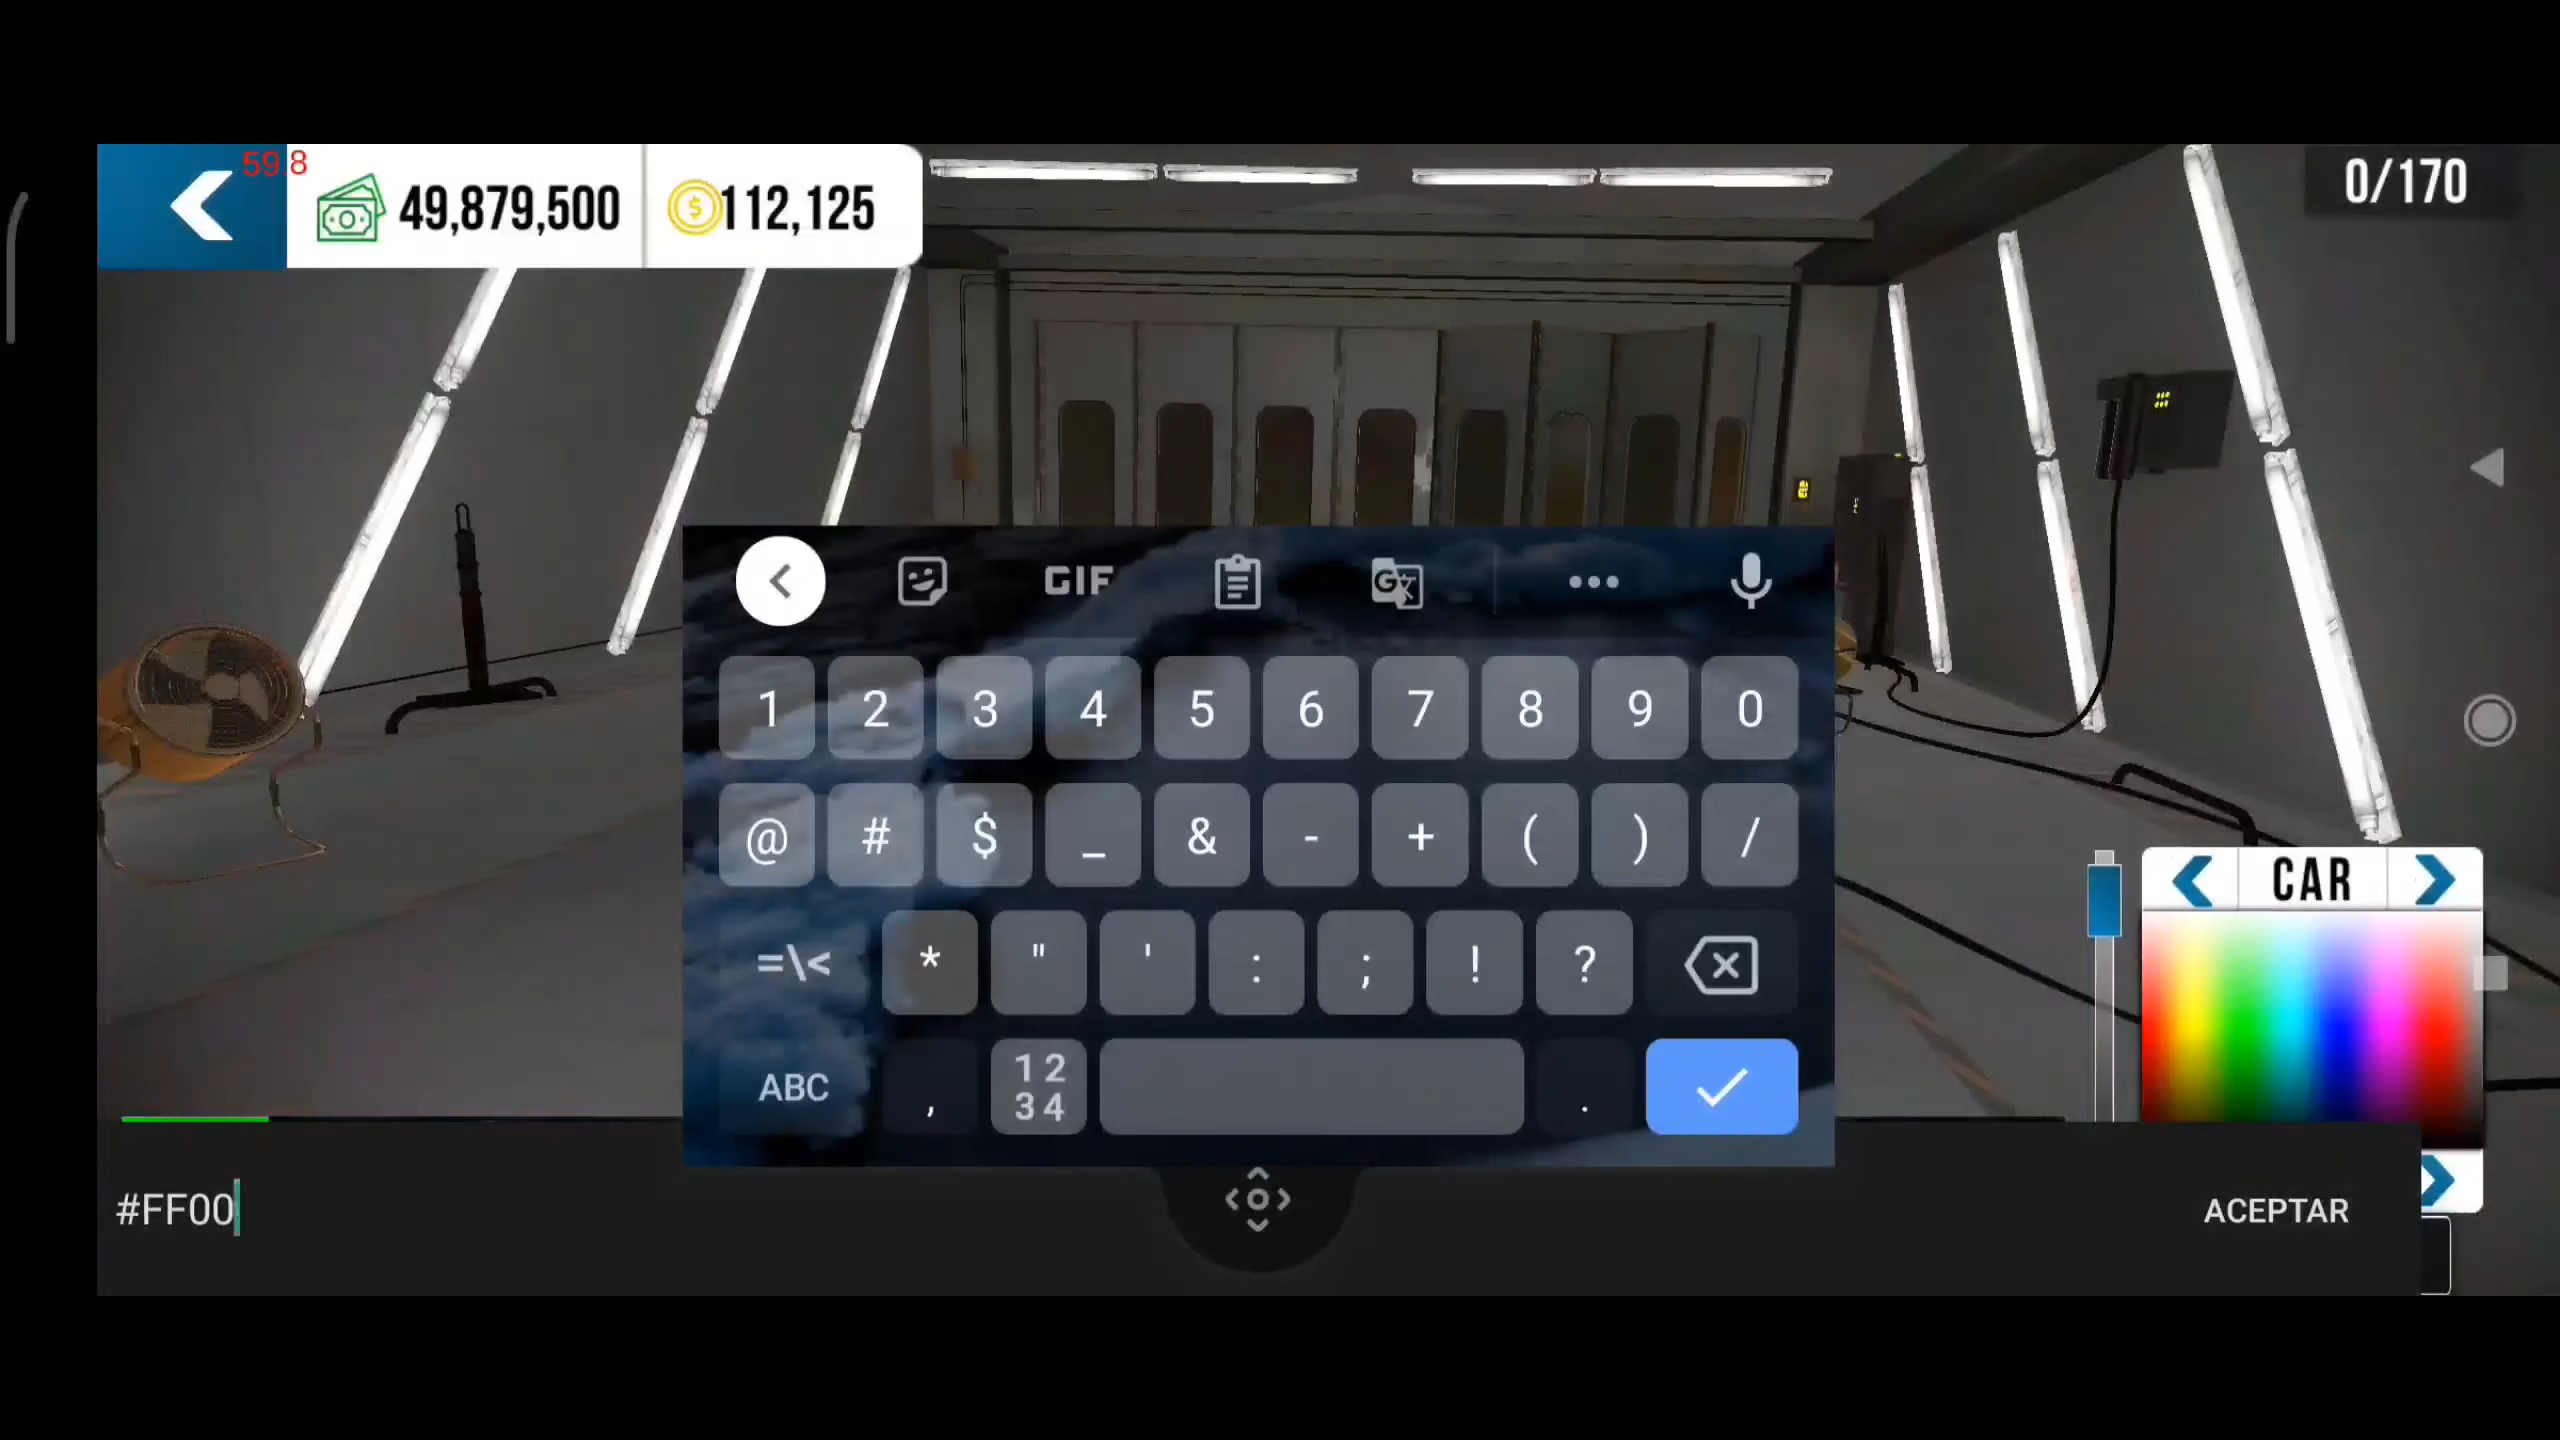 59.8
49,879,500
112,125
0/170
GIF
1 2 3 4 5 6 7 8 9 0
@ # $ _ & - + ( ) /
=\< * " ' : ; ! ?
ABC , 12 34 .
CAR
#FF00
ACEPTAR